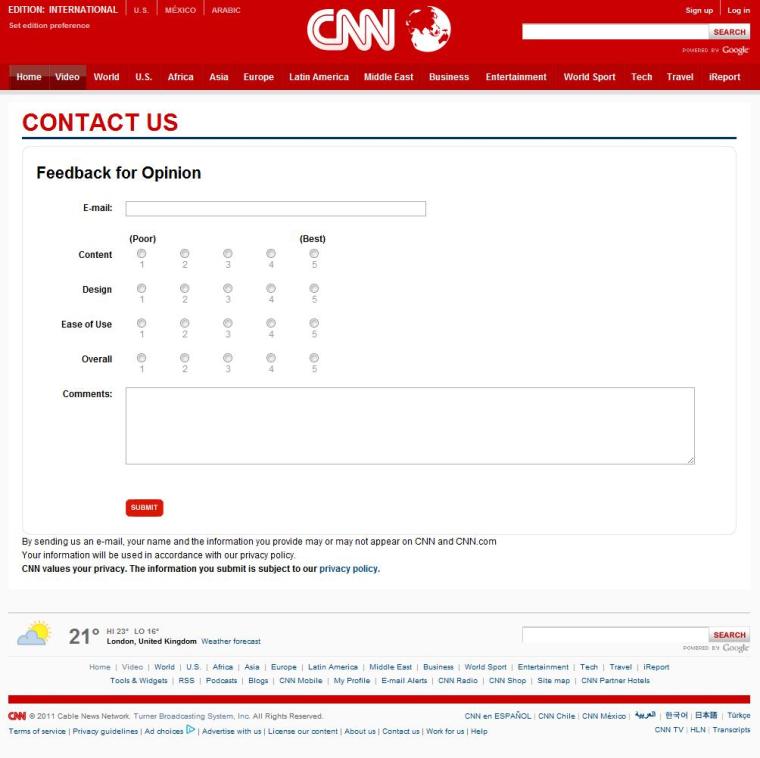 EDITION: INTERNATIONAL | U.S. | MÉXICO | ARABIC
Set edition preference
CNN
Sign up | Log in
SEARCH
POWERED BY Google
Home Video World U.S. Africa Asia Europe Latin America Middle East Business Entertainment World Sport Tech Travel iReport
CONTACT US
Feedback for Opinion
E-mail:
(Poor) (Best)
Content
1 2 3 4 5
Design
1 2 3 4 5
Ease of Use
1 2 3 4 5
Overall
1 2 3 4 5
Comments:
SUBMIT
By sending us an e-mail, your name and the information you provide may or may not appear on CNN and CNN.com
Your information will be used in accordance with our privacy policy.
CNN values your privacy. The information you submit is subject to our privacy policy.
21° HI 23° LO 16°
London, United Kingdom Weather forecast
SEARCH
POWERED BY Google
Home | Video | World | U.S. | Africa | Asia | Europe | Latin America | Middle East | Business | World Sport | Entertainment | Tech | Travel | iReport
Tools & Widgets | RSS | Podcasts | Blogs | CNN Mobile | My Profile | E-mail Alerts | CNN Radio | CNN Shop | Site map | CNN Partner Hotels
CNN © 2011 Cable News Network. Turner Broadcasting System, Inc. All Rights Reserved.
CNN en ESPAÑOL | CNN Chile | CNN México | العربية | 한국어 | 日本語 | Türkçe
Terms of service | Privacy guidelines | Ad choices | Advertise with us | License our content | About us | Contact us | Work for us | Help
CNN TV | HLN | Transcripts